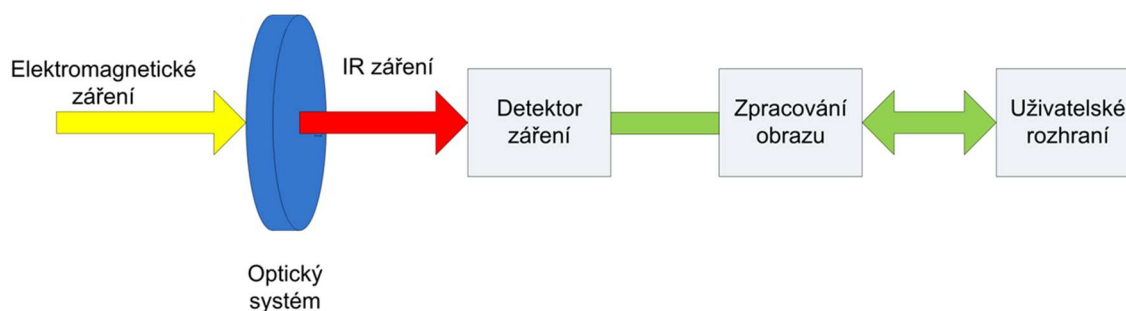 Elektromagnetické
záření
IR záření
Detektor
záření
Zpracování
obrazu
Uživatelské
rozhraní
Optický
systém